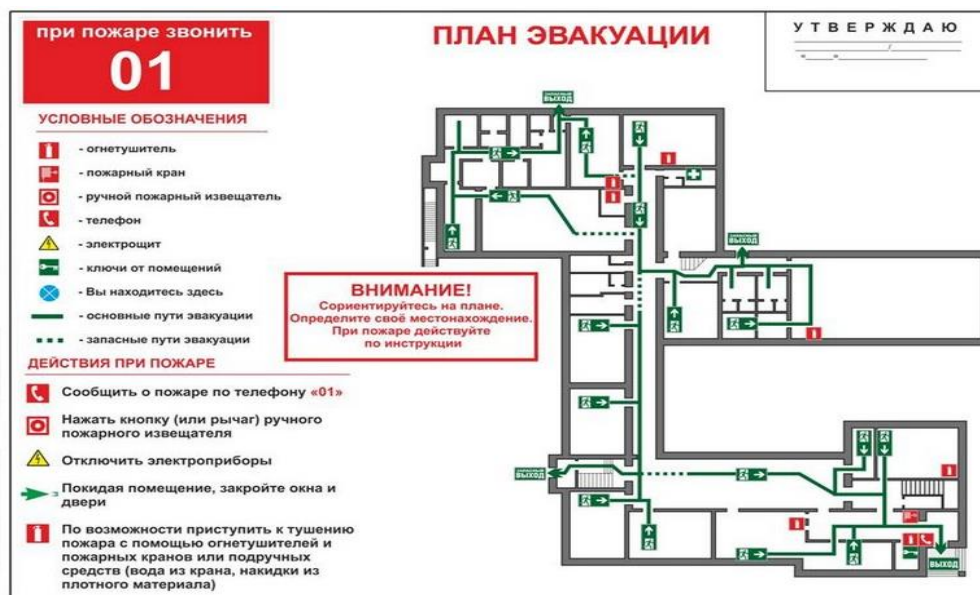 при пожаре звонить
01
ПЛАН ЭВАКУАЦИИ
УТВЕРЖДАЮ
УСЛОВНЫЕ ОБОЗНАЧЕНИЯ
- огнетушитель
- пожарный кран
- ручной пожарный извещатель
- телефон
- электрощит
- ключи от помещений
- Вы находитесь здесь
- основные пути эвакуации
- запасные пути эвакуации
ВНИМАНИЕ!
Сориентируйтесь на плане.
Определите своё местонахождение.
При пожаре действуйте
по инструкции
ДЕЙСТВИЯ ПРИ ПОЖАРЕ
Сообщить о пожаре по телефону «01»
Нажать кнопку (или рычаг) ручного
пожарного извещателя
Отключить электроприборы
Покидая помещение, закройте окна и
двери
По возможности приступить к тушению
пожара с помощью огнетушителей и
пожарных кранов или подручных
средств (вода из крана, накидки из
плотного материала)
ЗАПАСНЫЙ
ВЫХОД
ЗАПАСНЫЙ
ВЫХОД
ЗАПАСНЫЙ
ВЫХОД
ВЫХОД